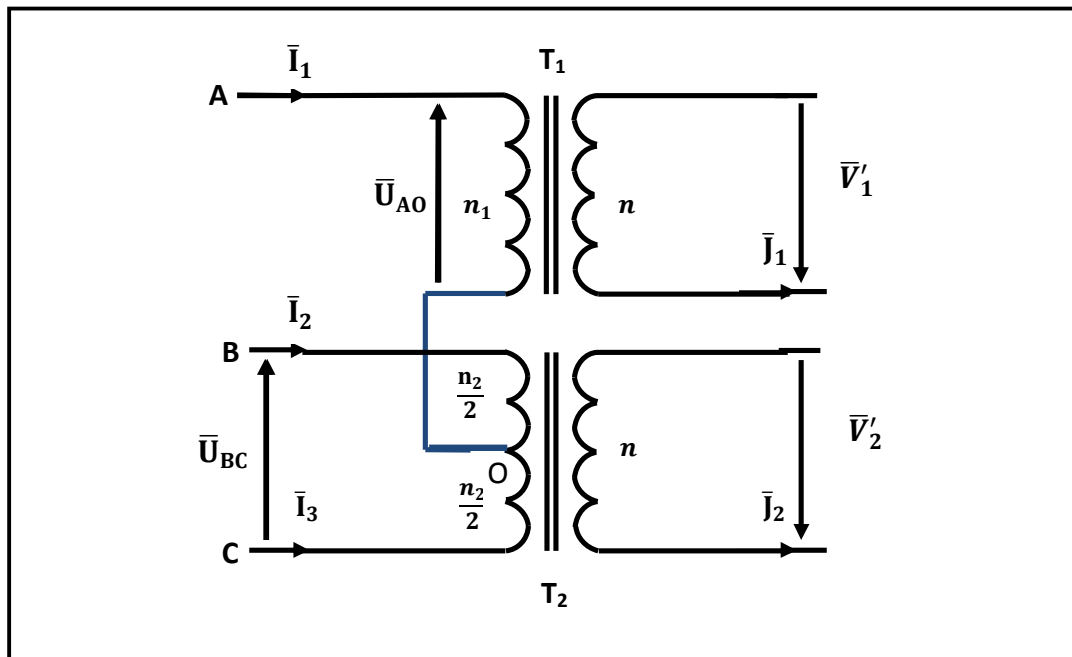 Ī₁ T₁
A
Ū_AO n₁ n V̄′₁
J̄₁
Ī₂
B
n₂/2
Ū_BC n V̄′₂
O
Ī₃ n₂/2 J̄₂
C
T₂